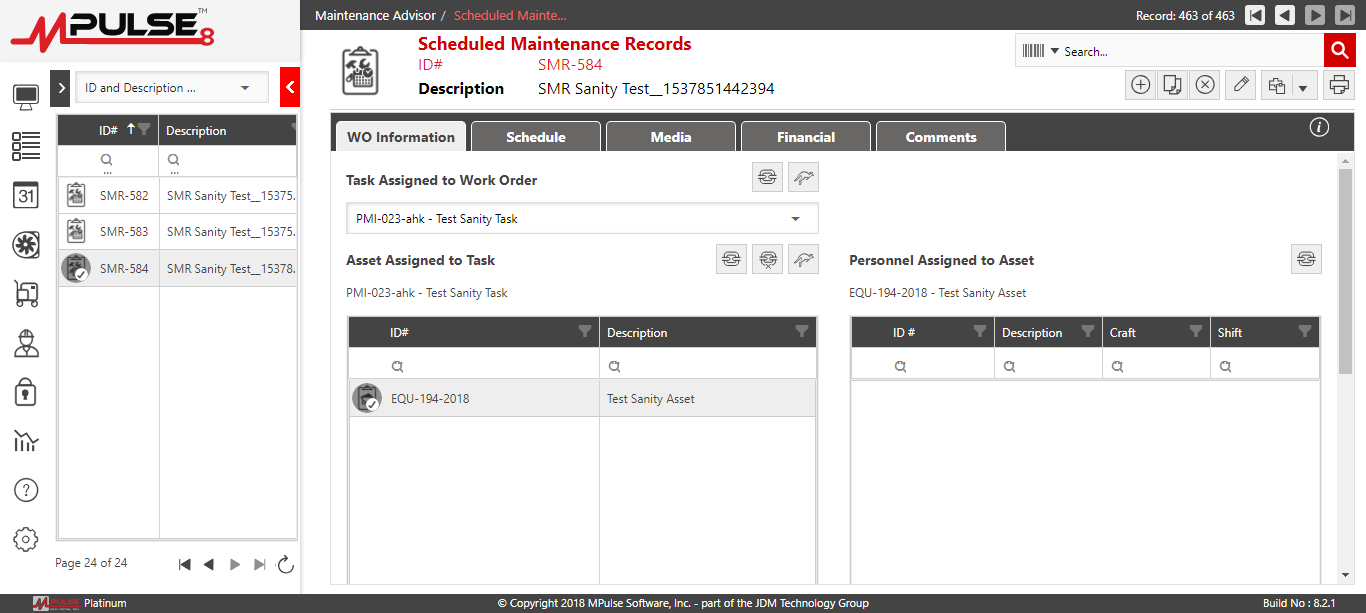 MPULSE 8 ™
Maintenance Advisor / Scheduled Mainte...
Record: 463 of 463
ID and Description ...
Scheduled Maintenance Records
ID# SMR-584
Description SMR Sanity Test__1537851442394
Search...
ID# Description
...
...
SMR-582 SMR Sanity Test__15375.
SMR-583 SMR Sanity Test__15375.
SMR-584 SMR Sanity Test__15378.
Page 24 of 24
31
?
WO Information Schedule Media Financial Comments
i
Task Assigned to Work Order
PMI-023-ahk - Test Sanity Task
Asset Assigned to Task
PMI-023-ahk - Test Sanity Task
ID# Description
EQU-194-2018 Test Sanity Asset
Personnel Assigned to Asset
EQU-194-2018 - Test Sanity Asset
ID # Description Craft Shift
MPULSE Platinum
© Copyright 2018 MPulse Software, Inc. - part of the JDM Technology Group
Build No : 8.2.1